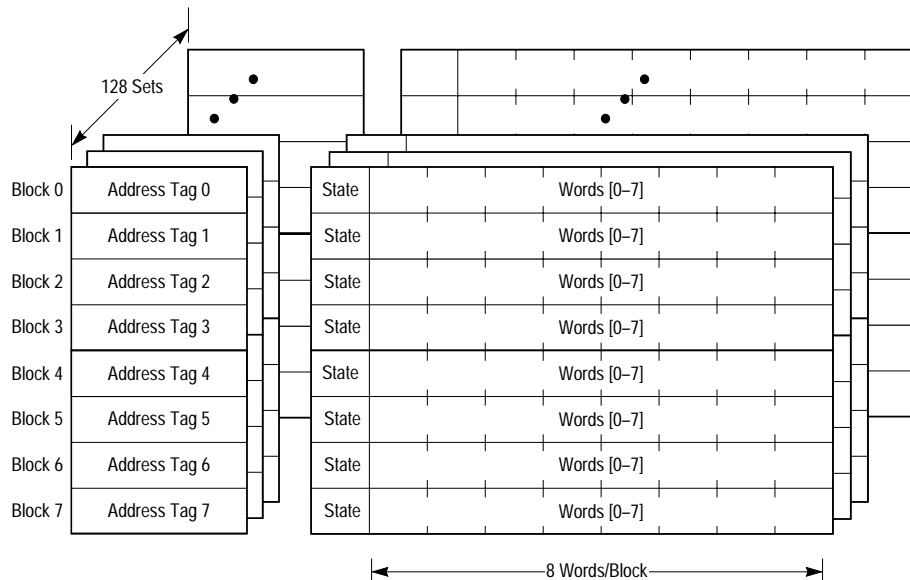 128 Sets
Block 0 Address Tag 0 State Words [0–7]
Block 1 Address Tag 1 State Words [0–7]
Block 2 Address Tag 2 State Words [0–7]
Block 3 Address Tag 3 State Words [0–7]
Block 4 Address Tag 4 State Words [0–7]
Block 5 Address Tag 5 State Words [0–7]
Block 6 Address Tag 6 State Words [0–7]
Block 7 Address Tag 7 State Words [0–7]
8 Words/Block